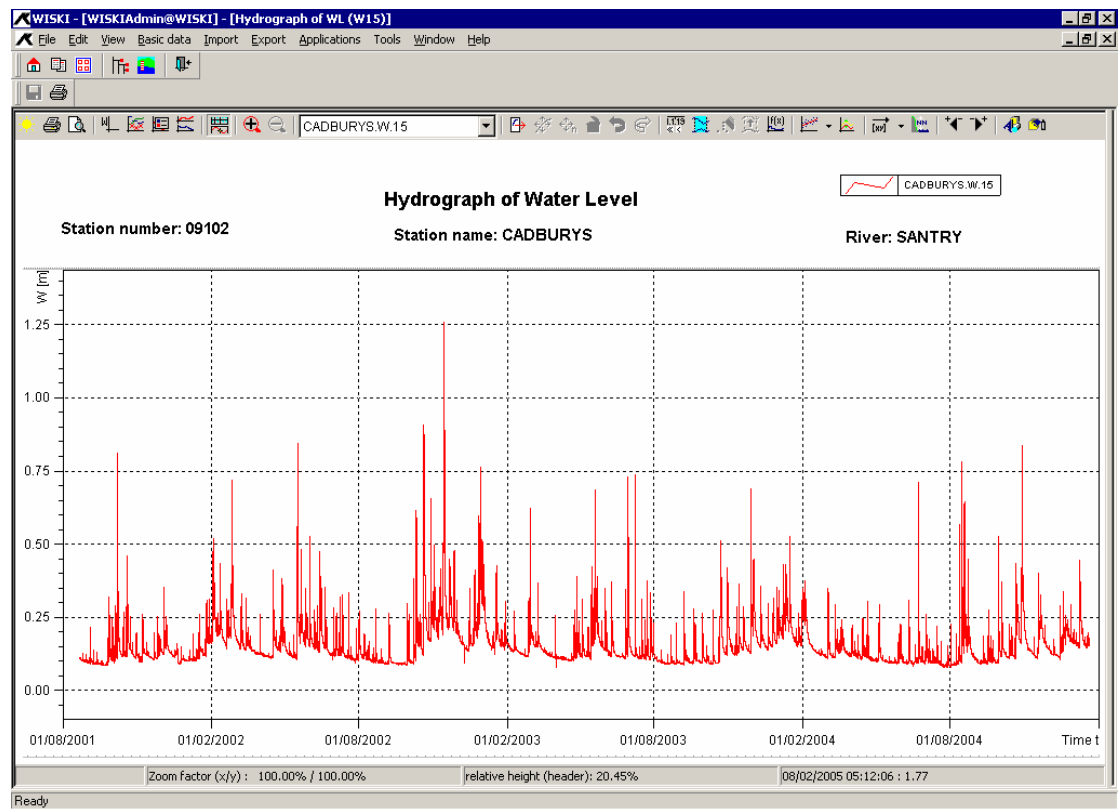 WISKI - [WISKIAdmin@WISKI] - [Hydrograph of WL (W15)]
File Edit View Basic data Import Export Applications Tools Window Help
CADBURYS.W.15
CADBURYS.W.15
Hydrograph of Water Level
Station number: 09102
Station name: CADBURYS
River: SANTRY
W [m]
1.25
1.00
0.75
0.50
0.25
0.00
01/08/2001 01/02/2002 01/08/2002 01/02/2003 01/08/2003 01/02/2004 01/08/2004 Time t
Zoom factor (x/y) : 100.00% / 100.00% relative height (header): 20.45% 08/02/2005 05:12:06 : 1.77
Ready